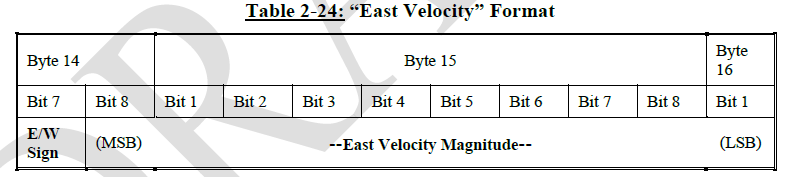 Table 2-24: “East Velocity” Format
Byte 14 Byte 15 Byte
16
Bit 7 Bit 8 Bit 1 Bit 2 Bit 3 Bit 4 Bit 5 Bit 6 Bit 7 Bit 8 Bit 1
E/W
Sign (MSB) --East Velocity Magnitude-- (LSB)